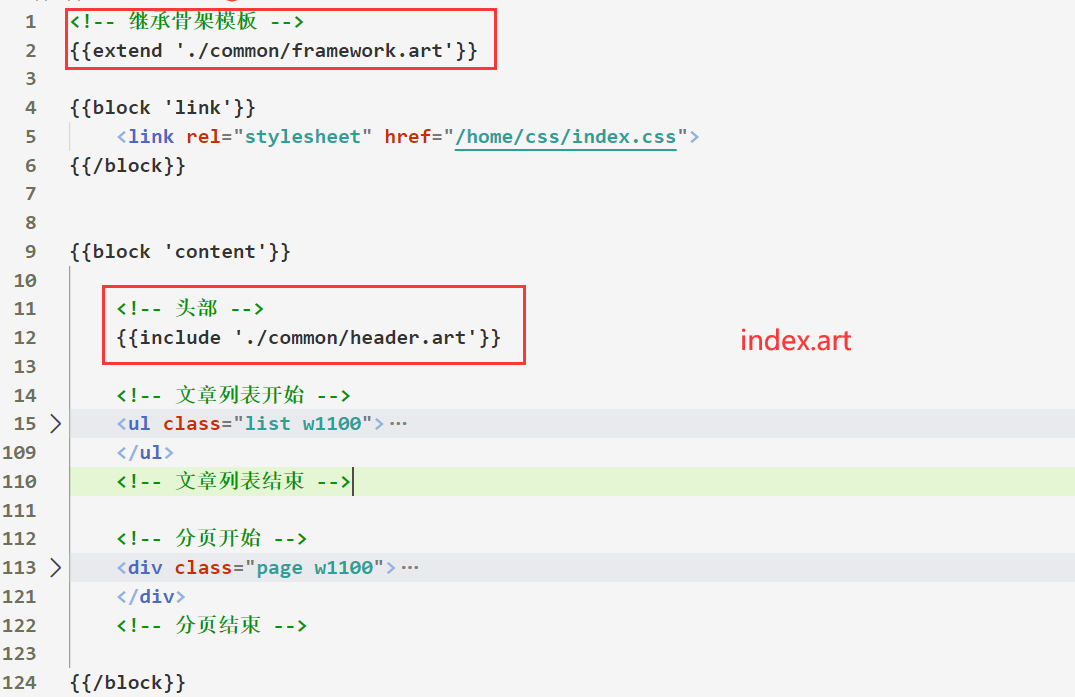 1 <!-- 继承骨架模板 -->
2 {{extend './common/framework.art'}}
3
4 {{block 'link'}}
5 <link rel="stylesheet" href="/home/css/index.css">
6 {{/block}}
7
8
9 {{block 'content'}}
10
11 <!-- 头部 -->
12 {{include './common/header.art'}}
index.art
13
14 <!-- 文章列表开始 -->
15 <ul class="list w1100">…
109 </ul>
110 <!-- 文章列表结束 -->
111
112 <!-- 分页开始 -->
113 <div class="page w1100">…
121 </div>
122 <!-- 分页结束 -->
123
124 {{/block}}